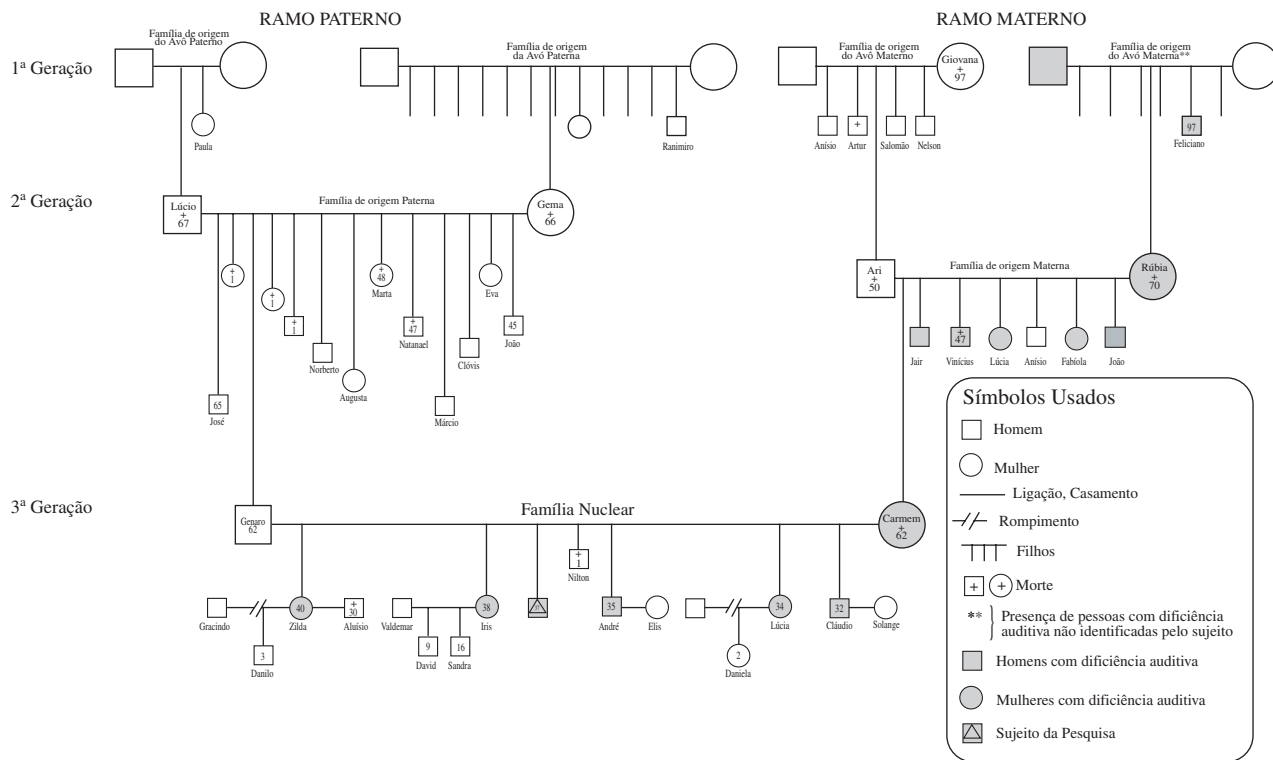 RAMO PATERNO
RAMO MATERNO
1ª Geração
Família de origem
do Avô Paterno
Família de origem
da Avó Paterna
Família de origem
do Avô Materno
Giovana
+
97
Família de origem
do Avó Materna**
Paula
Ranimiro
Anísio
+
Artur
Salomão
Nelson
97
Feliciano
2ª Geração
Lúcio
+
67
Família de origem Paterna
Gema
+
66
+
1
+
1
+
1
+
48
Marta
Eva
+
47
Natanael
45
João
Norberto
Clóvis
Augusta
65
José
Márcio
Ari
+
50
Família de origem Materna
Rúbia
+
70
Jair
+
47
Vinícius
Lúcia
Anísio
Fabíola
João
3ª Geração
Genaro
62
Família Nuclear
Carmem
+
62
+
1
Nilton
Gracindo
40
Zilda
+
30
Aluísio
Valdemar
38
Iris
35
André
Elis
34
Lúcia
32
Cláudio
Solange
3
Danilo
9
David
16
Sandra
2
Daniela
Símbolos Usados
Homem
Mulher
Ligação, Casamento
Rompimento
Filhos
+ + Morte
** } Presença de pessoas com dificiência
auditiva não identificadas pelo sujeito
Homens com dificiência auditiva
Mulheres com dificiência auditiva
Sujeito da Pesquisa